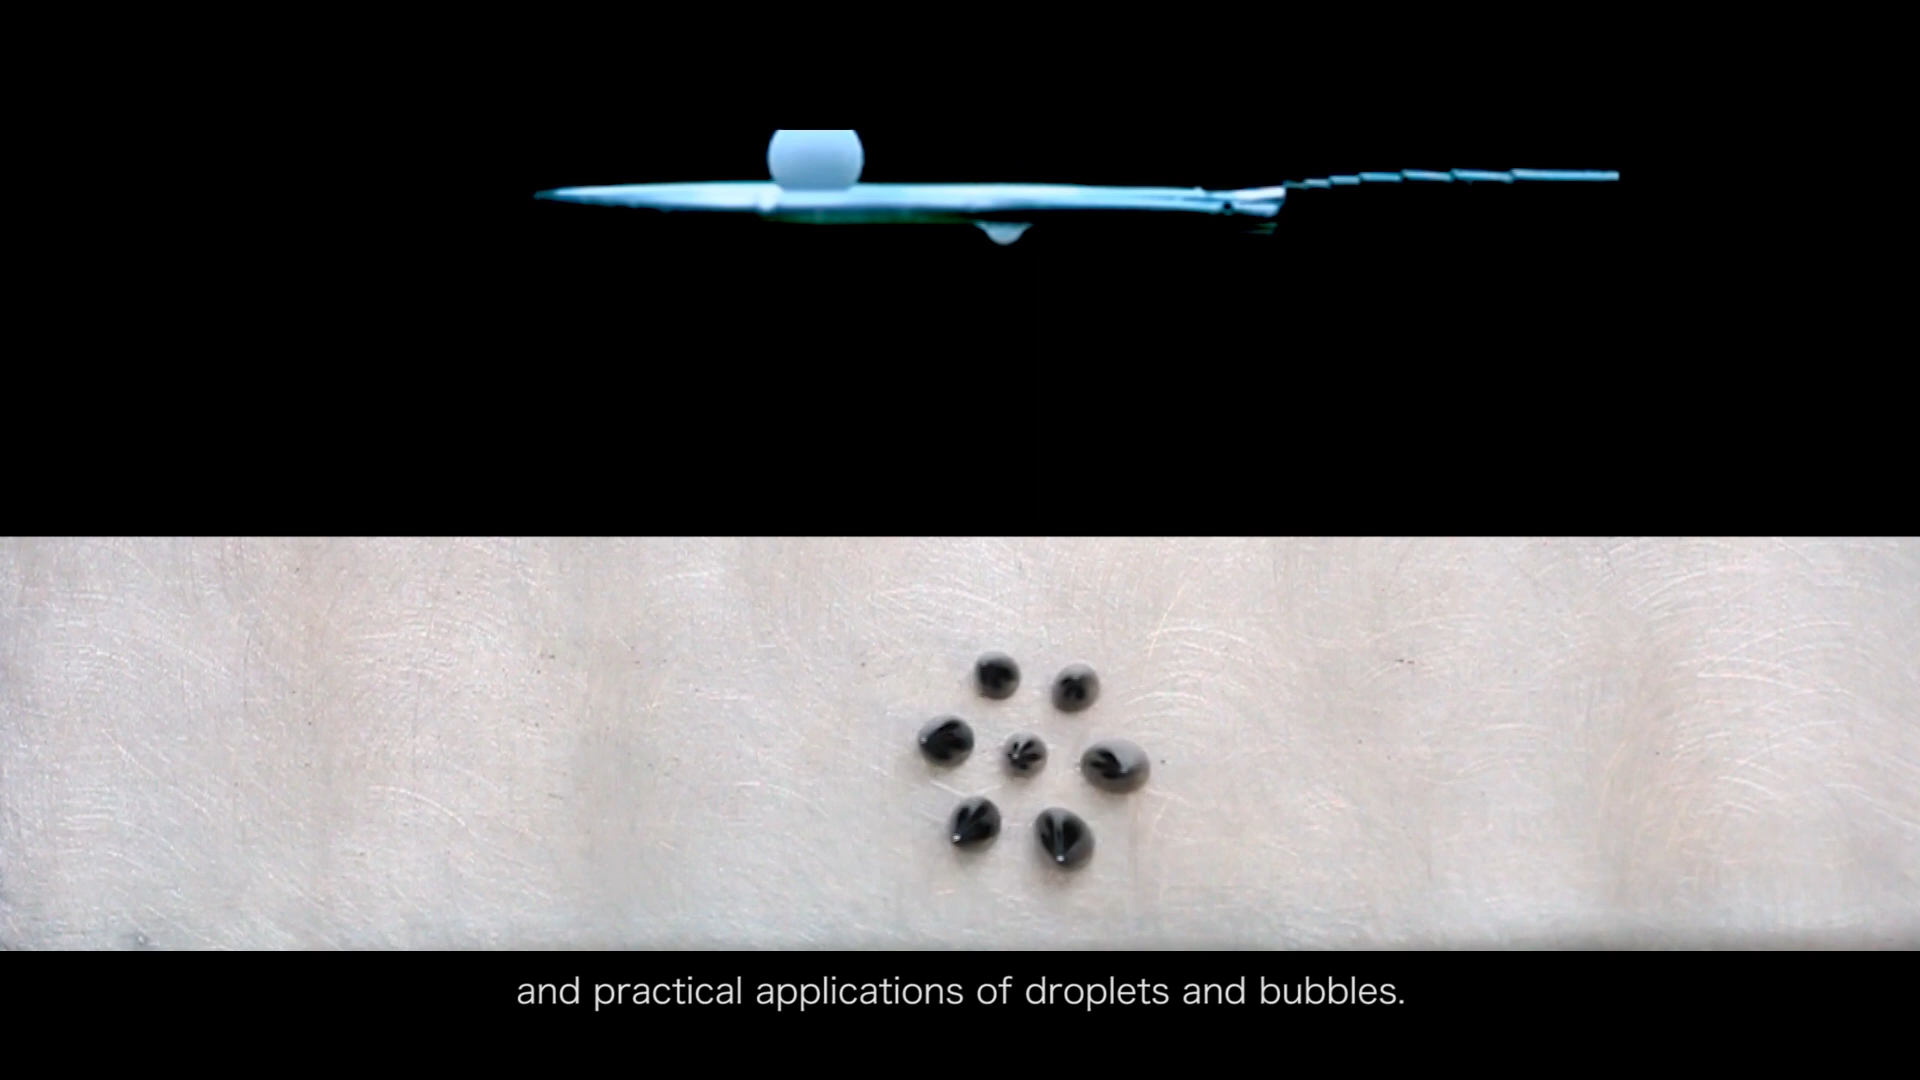 and practical applications of droplets and bubbles.